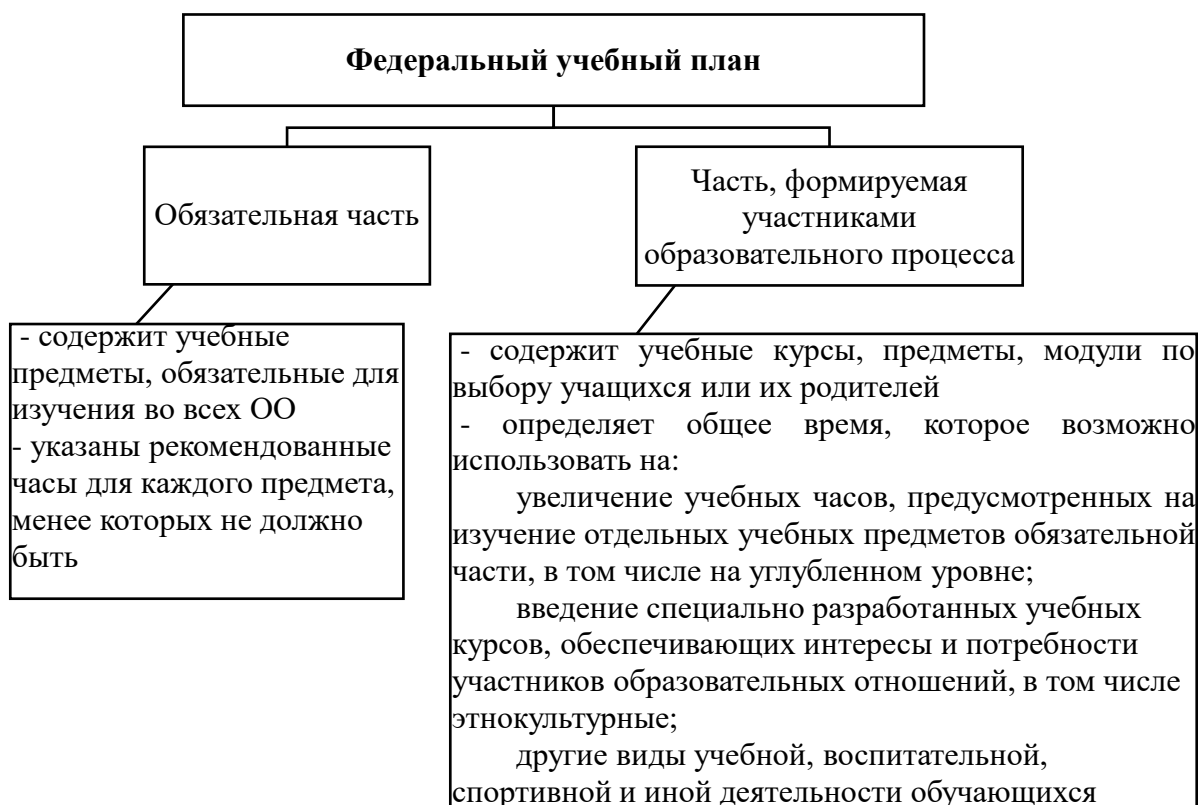 Федеральный учебный план
Обязательная часть
Часть, формируемая
участниками
образовательного процесса
- содержит учебные
предметы, обязательные для
изучения во всех ОО
- указаны рекомендованные
часы для каждого предмета,
менее которых не должно
быть
- содержит учебные курсы, предметы, модули по
выбору учащихся или их родителей
- определяет общее время, которое возможно
использовать на:
увеличение учебных часов, предусмотренных на
изучение отдельных учебных предметов обязательной
части, в том числе на углубленном уровне;
введение специально разработанных учебных
курсов, обеспечивающих интересы и потребности
участников образовательных отношений, в том числе
этнокультурные;
другие виды учебной, воспитательной,
спортивной и иной деятельности обучающихся